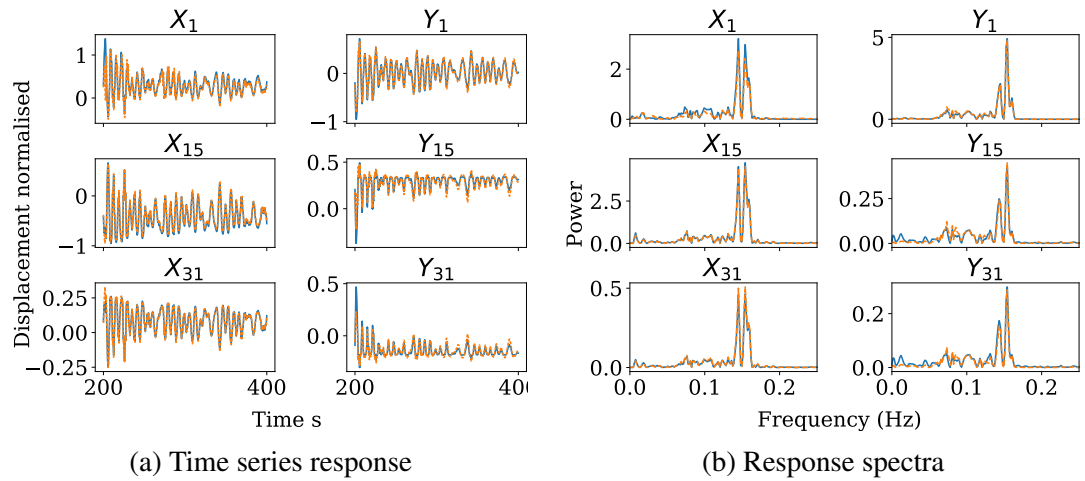 X1
Y1
1
0
0
−1
X15
Y15
0
−1
0.5
0.0
X31
Y31
0.25
0.00
−0.25
0.0
200
400
200
400
Displacement normalised
Time s
(a) Time series response
X1
Y1
2
0
5
0
X15
Y15
2.5
0.0
0.25
0.00
X31
Y31
0.5
0.0
0.2
0.0
0.0
0.1
0.2
0.0
0.1
0.2
Power
Frequency (Hz)
(b) Response spectra